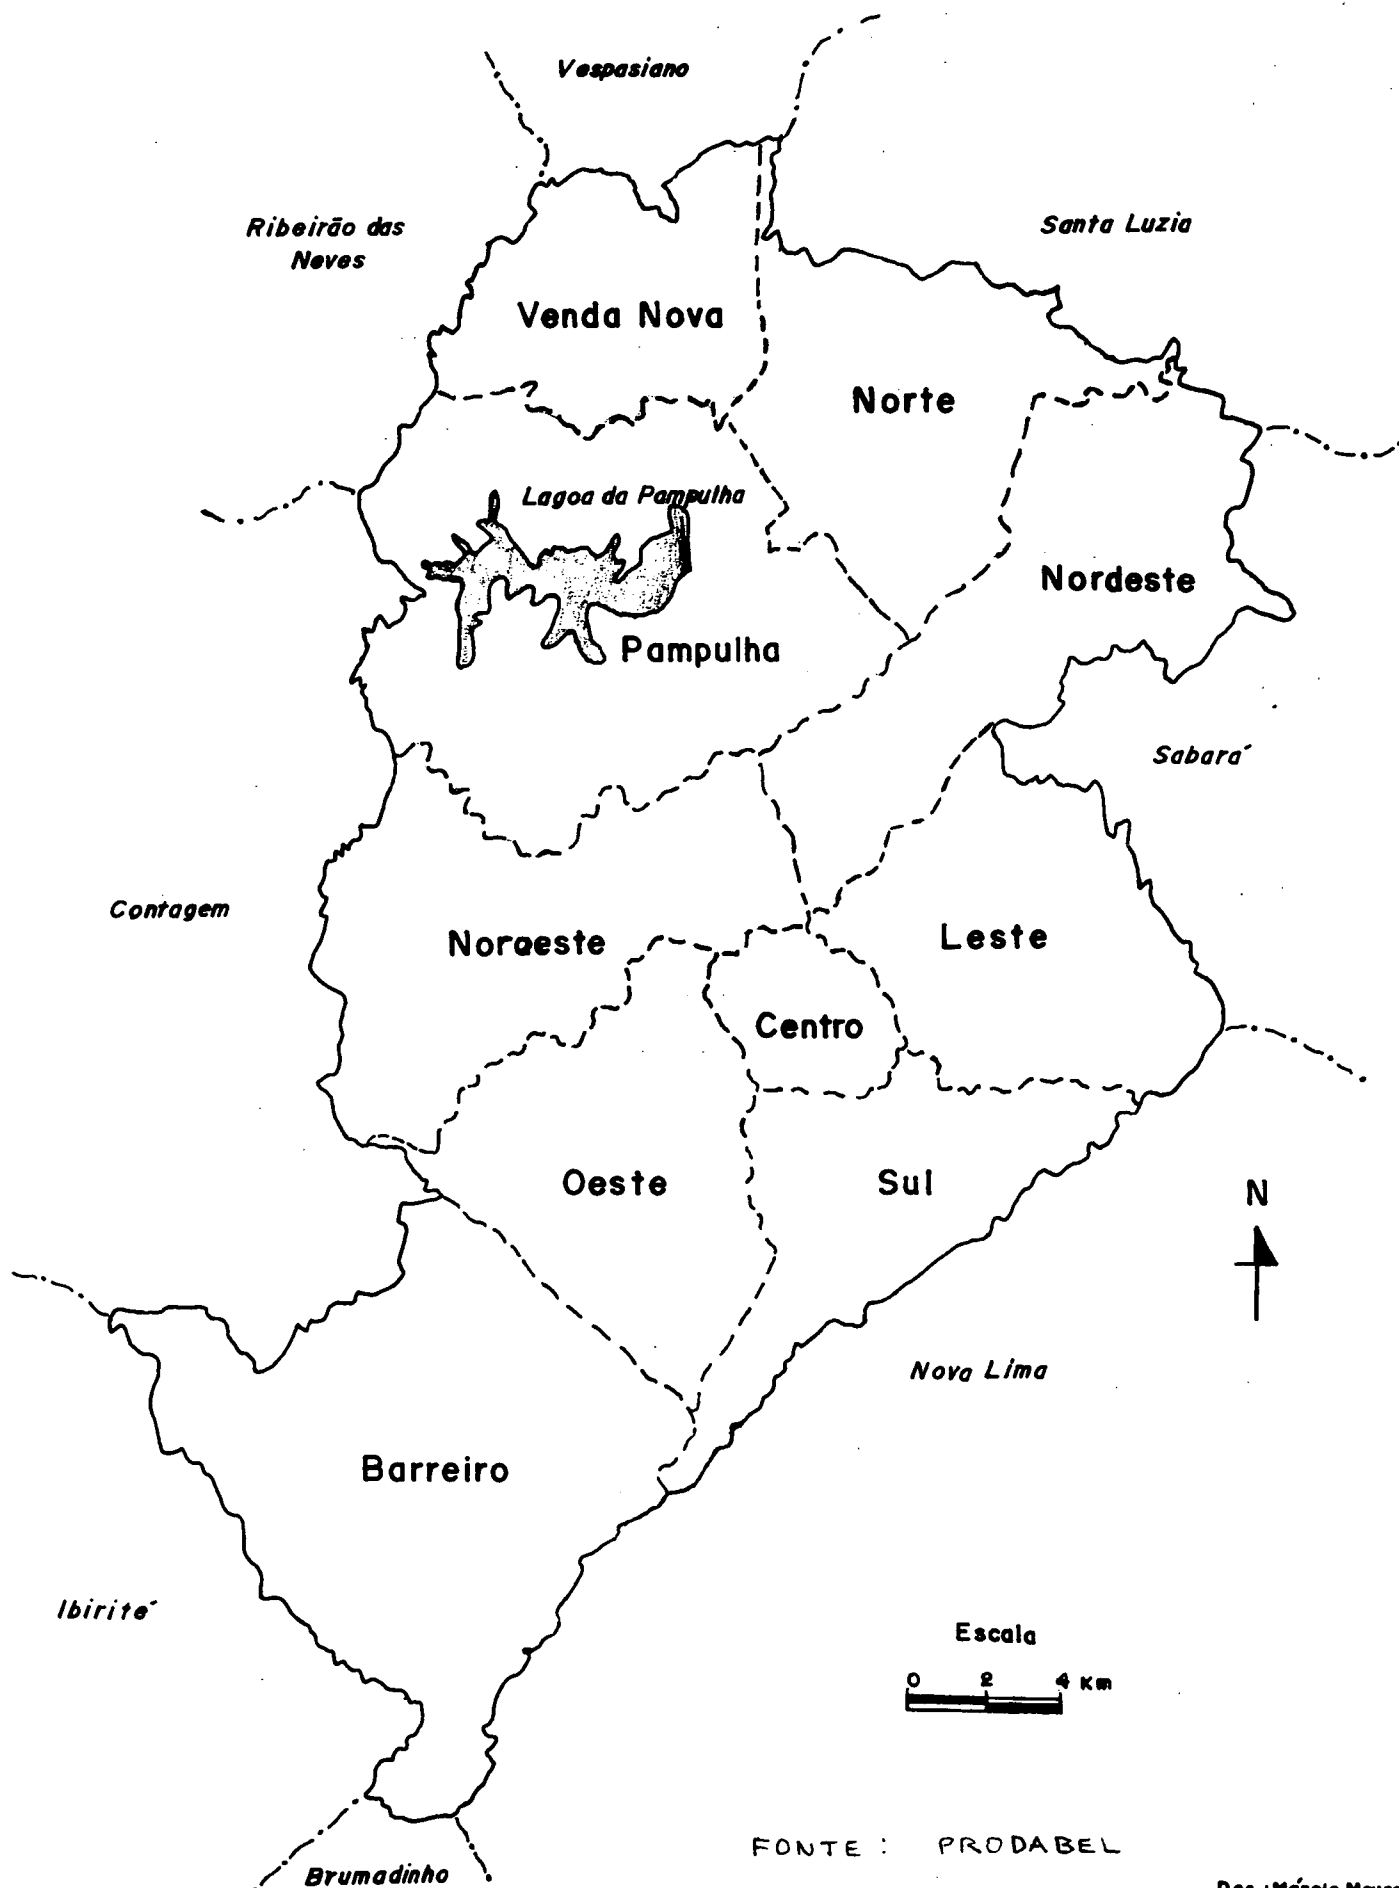 Vespasiano
Ribeirão das
Neves
Santa Luzia
Venda Nova
Norte
Lagoa da Pampulha
Nordeste
Pampulha
Sabará
Contagem
Noroeste
Leste
Centro
Oeste
Sul
N
Nova Lima
Barreiro
Ibirité
Escala
0 2 4 Km
FONTE : PRODABEL
Brumadinho